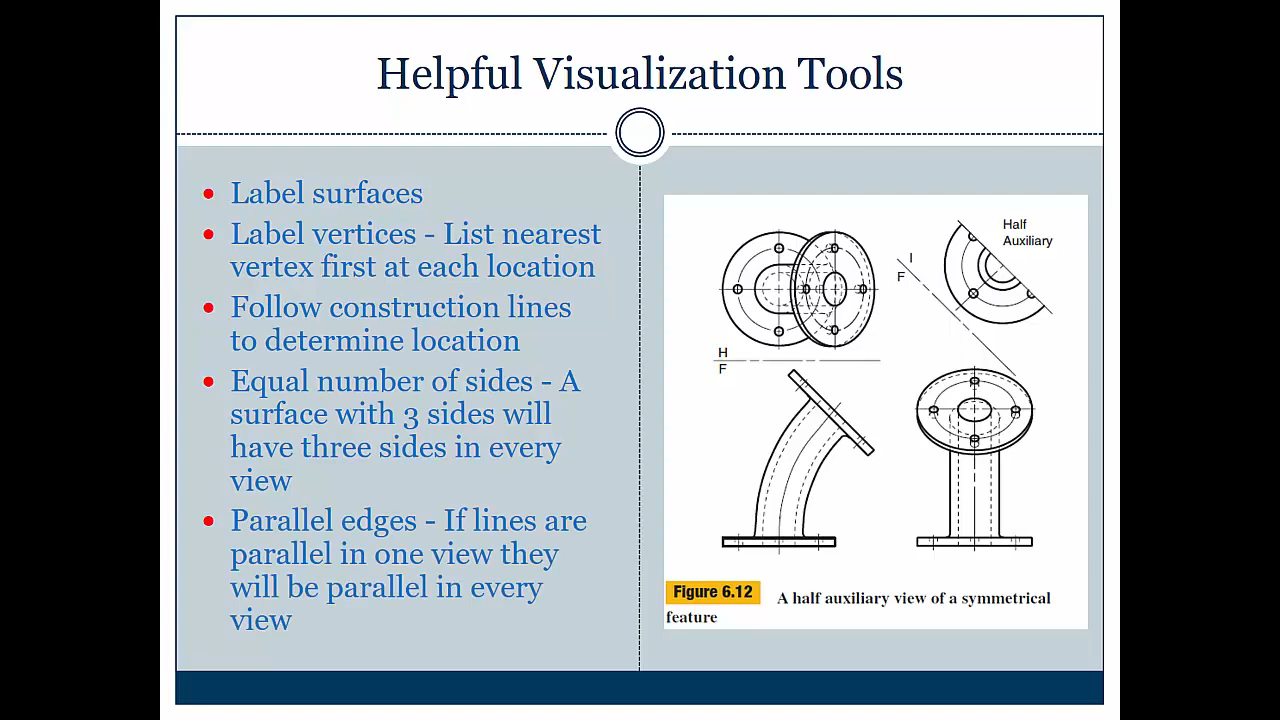 Helpful Visualization Tools
• Label surfaces
• Label vertices - List nearest
vertex first at each location
• Follow construction lines
to determine location
• Equal number of sides - A
surface with 3 sides will
have three sides in every
view
• Parallel edges - If lines are
parallel in one view they
will be parallel in every
view
Half
Auxiliary
I
F
H
F
Figure 6.12 A half auxiliary view of a symmetrical
feature